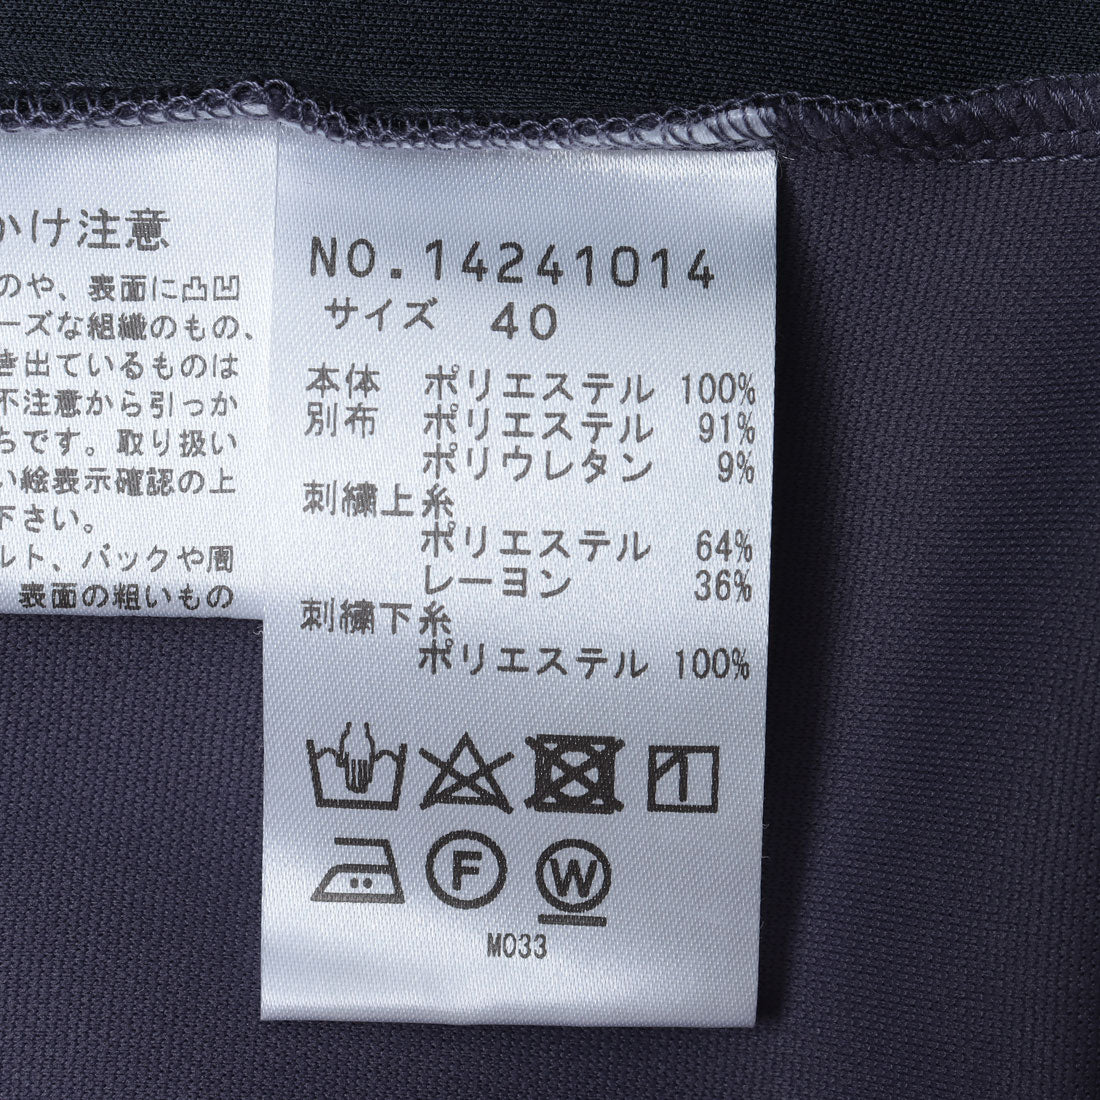 かけ注意
のや、表面に凸凹
ーズな組織のもの、
き出ているものは
不注意から引っか
ちです。取り扱い
い絵表示確認の上
下さい。
ルト、バックや周
表面の粗いもの
NO.14241014
サイズ 40
本体 ポリエステル 100%
別布 ポリエステル 91%
ポリウレタン 9%
刺繍上糸
ポリエステル 64%
レーヨン 36%
刺繍下糸
ポリエステル 100%
F W
M033